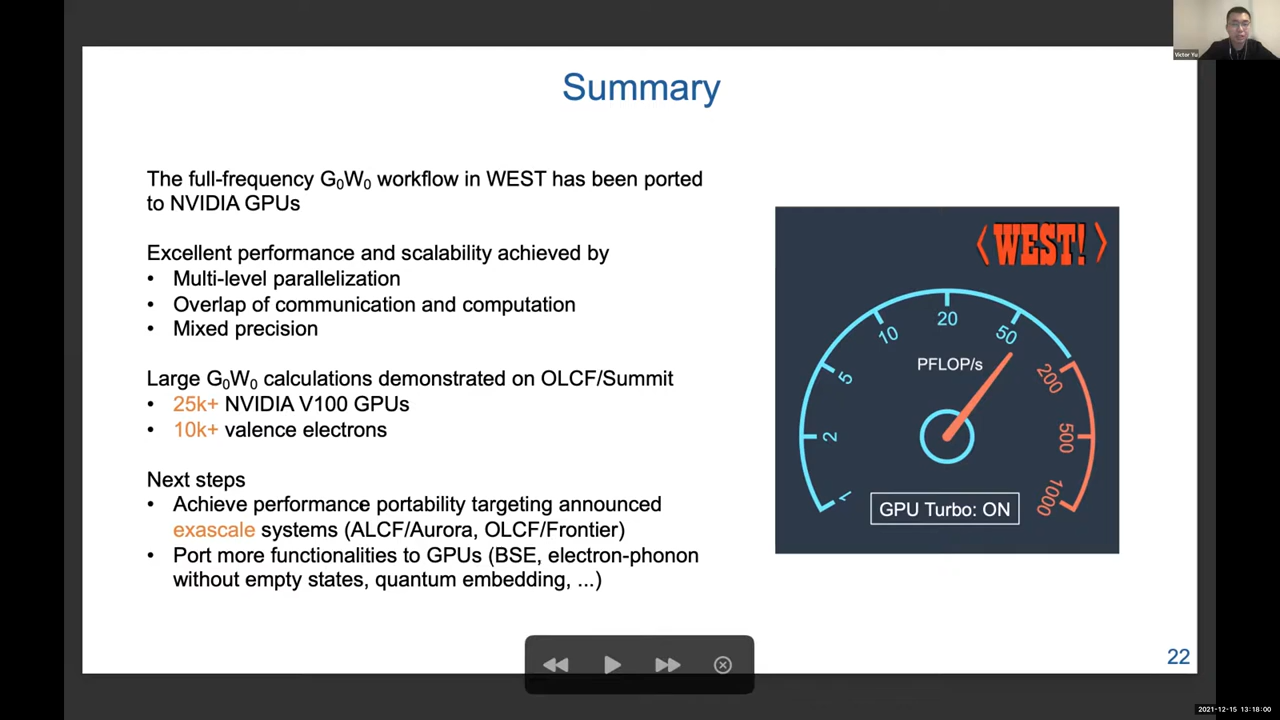 Victor Yu
Summary
The full-frequency G₀W₀ workflow in WEST has been ported
to NVIDIA GPUs
Excellent performance and scalability achieved by
• Multi-level parallelization
• Overlap of communication and computation
• Mixed precision
Large G₀W₀ calculations demonstrated on OLCF/Summit
• 25k+ NVIDIA V100 GPUs
• 10k+ valence electrons
Next steps
• Achieve performance portability targeting announced
exascale systems (ALCF/Aurora, OLCF/Frontier)
• Port more functionalities to GPUs (BSE, electron-phonon
without empty states, quantum embedding, ...)
⟨WEST!⟩
1
2
5
10
20
50
200
500
1000
PFLOP/s
GPU Turbo: ON
22
2021-12-15 13:18:00